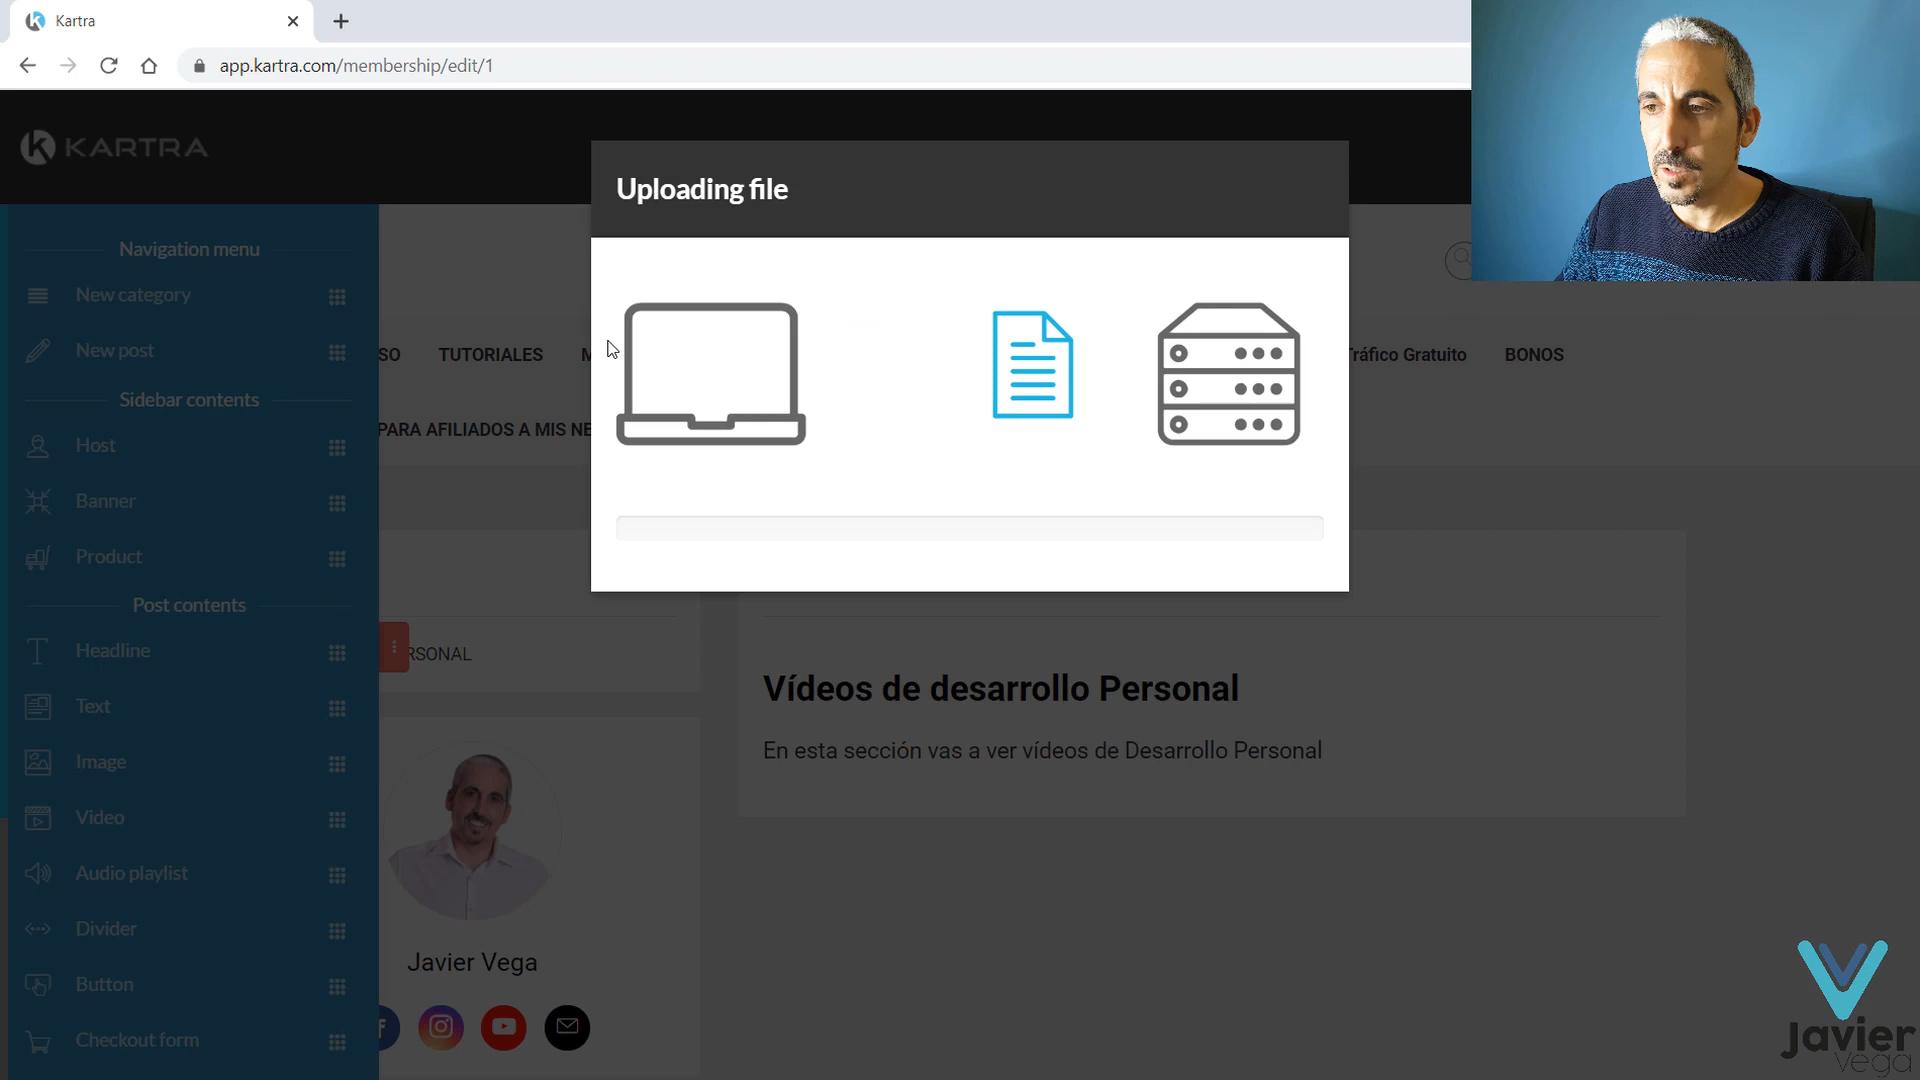 Kartra
app.kartra.com/membership/edit/1
KARTRA
Uploading file
Navigation menu
New category
New post
SO TUTORIALES M Tráfico Gratuito BONOS
PARA AFILIADOS A MIS NE
Sidebar contents
Host
Banner
Product
Post contents
Headline
RSONAL
Text
Image
Video
Audio playlist
Divider
Button
Checkout form
Vídeos de desarrollo Personal
En esta sección vas a ver vídeos de Desarrollo Personal
Javier Vega
Javier
Vega